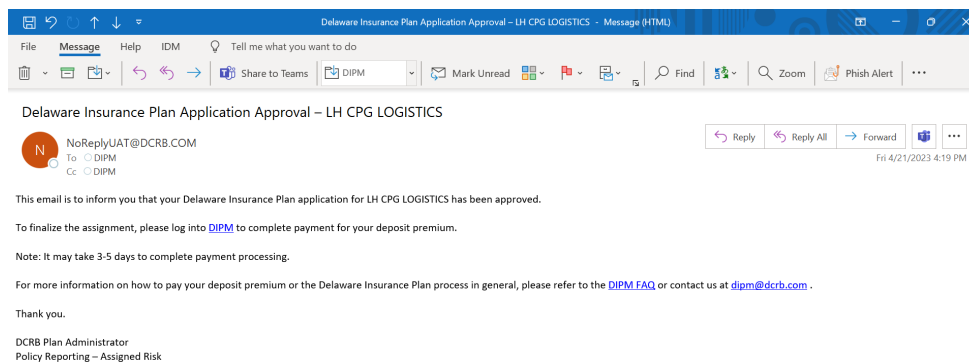 Delaware Insurance Plan Application Approval – LH CPG LOGISTICS - Message (HTML)
File Message Help IDM Tell me what you want to do
Share to Teams DIPM Mark Unread Find Zoom Phish Alert
Delaware Insurance Plan Application Approval – LH CPG LOGISTICS
N
NoReplyUAT@DCRB.COM
To DIPM
Cc DIPM
Reply Reply All Forward
Fri 4/21/2023 4:19 PM
This email is to inform you that your Delaware Insurance Plan application for LH CPG LOGISTICS has been approved.
To finalize the assignment, please log into DIPM to complete payment for your deposit premium.
Note: It may take 3-5 days to complete payment processing.
For more information on how to pay your deposit premium or the Delaware Insurance Plan process in general, please refer to the DIPM FAQ or contact us at dipm@dcrb.com .
Thank you.
DCRB Plan Administrator
Policy Reporting – Assigned Risk